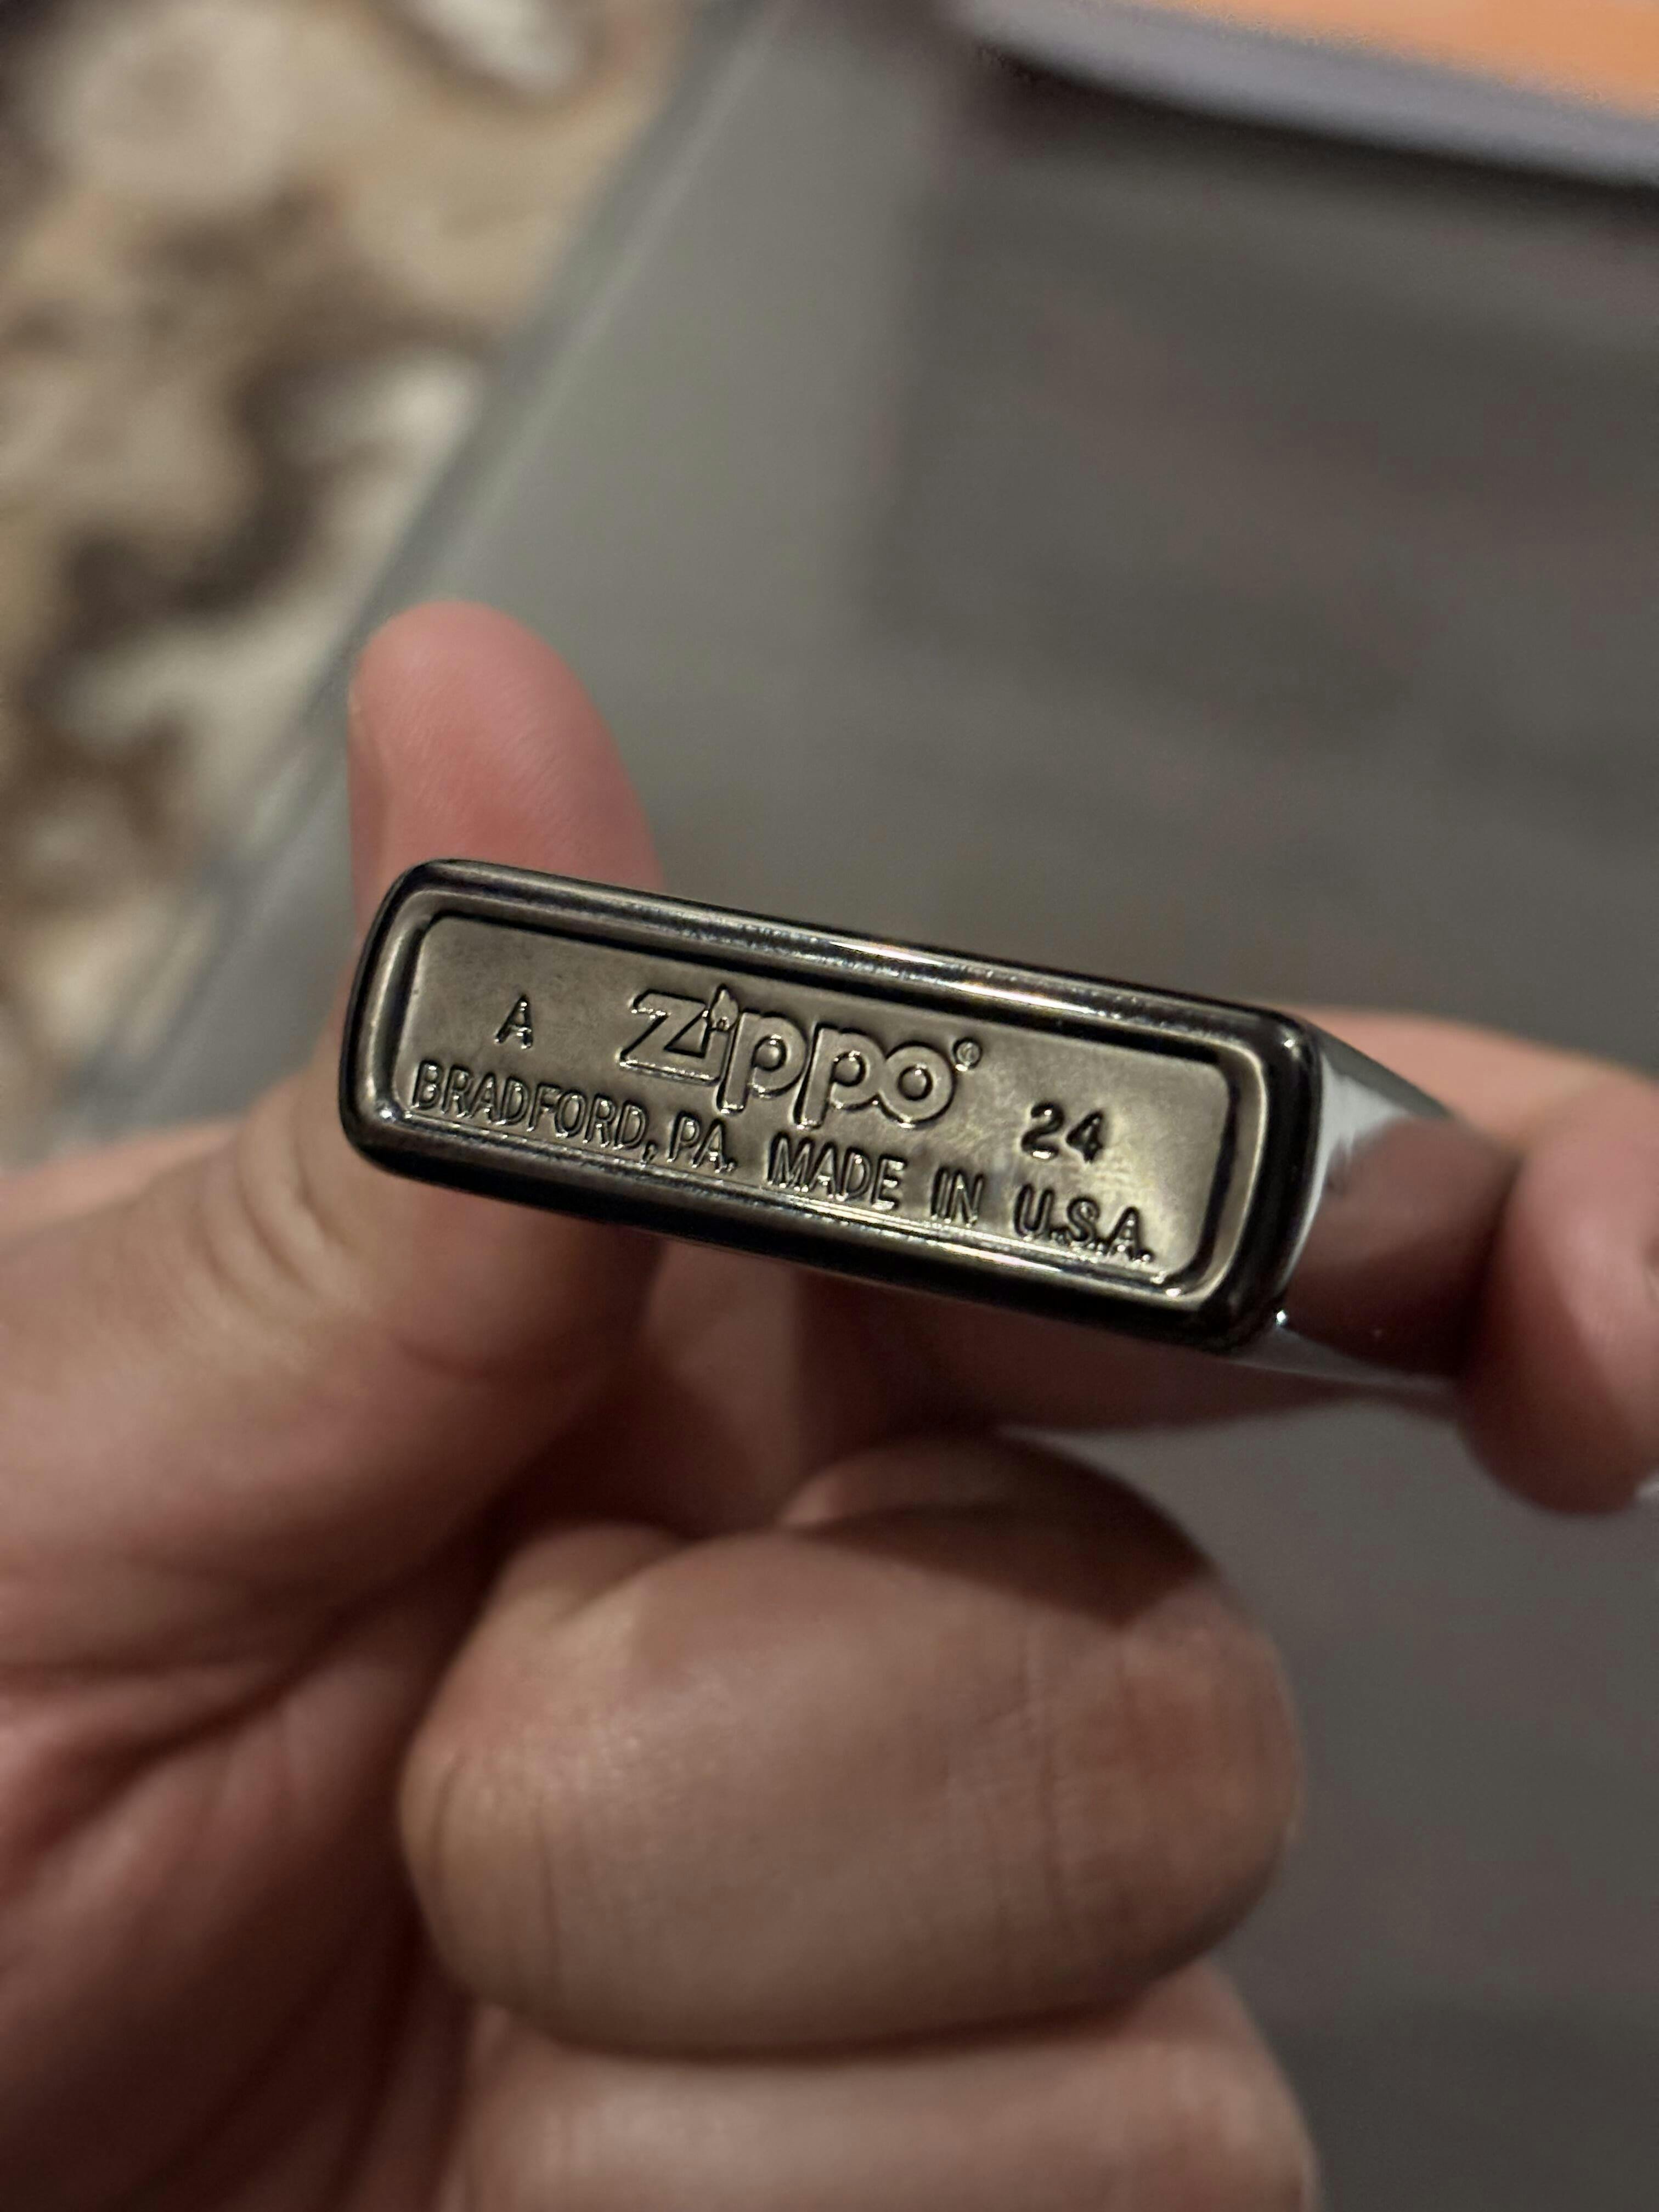 A Zippo® 24
BRADFORD, PA. MADE IN U.S.A.